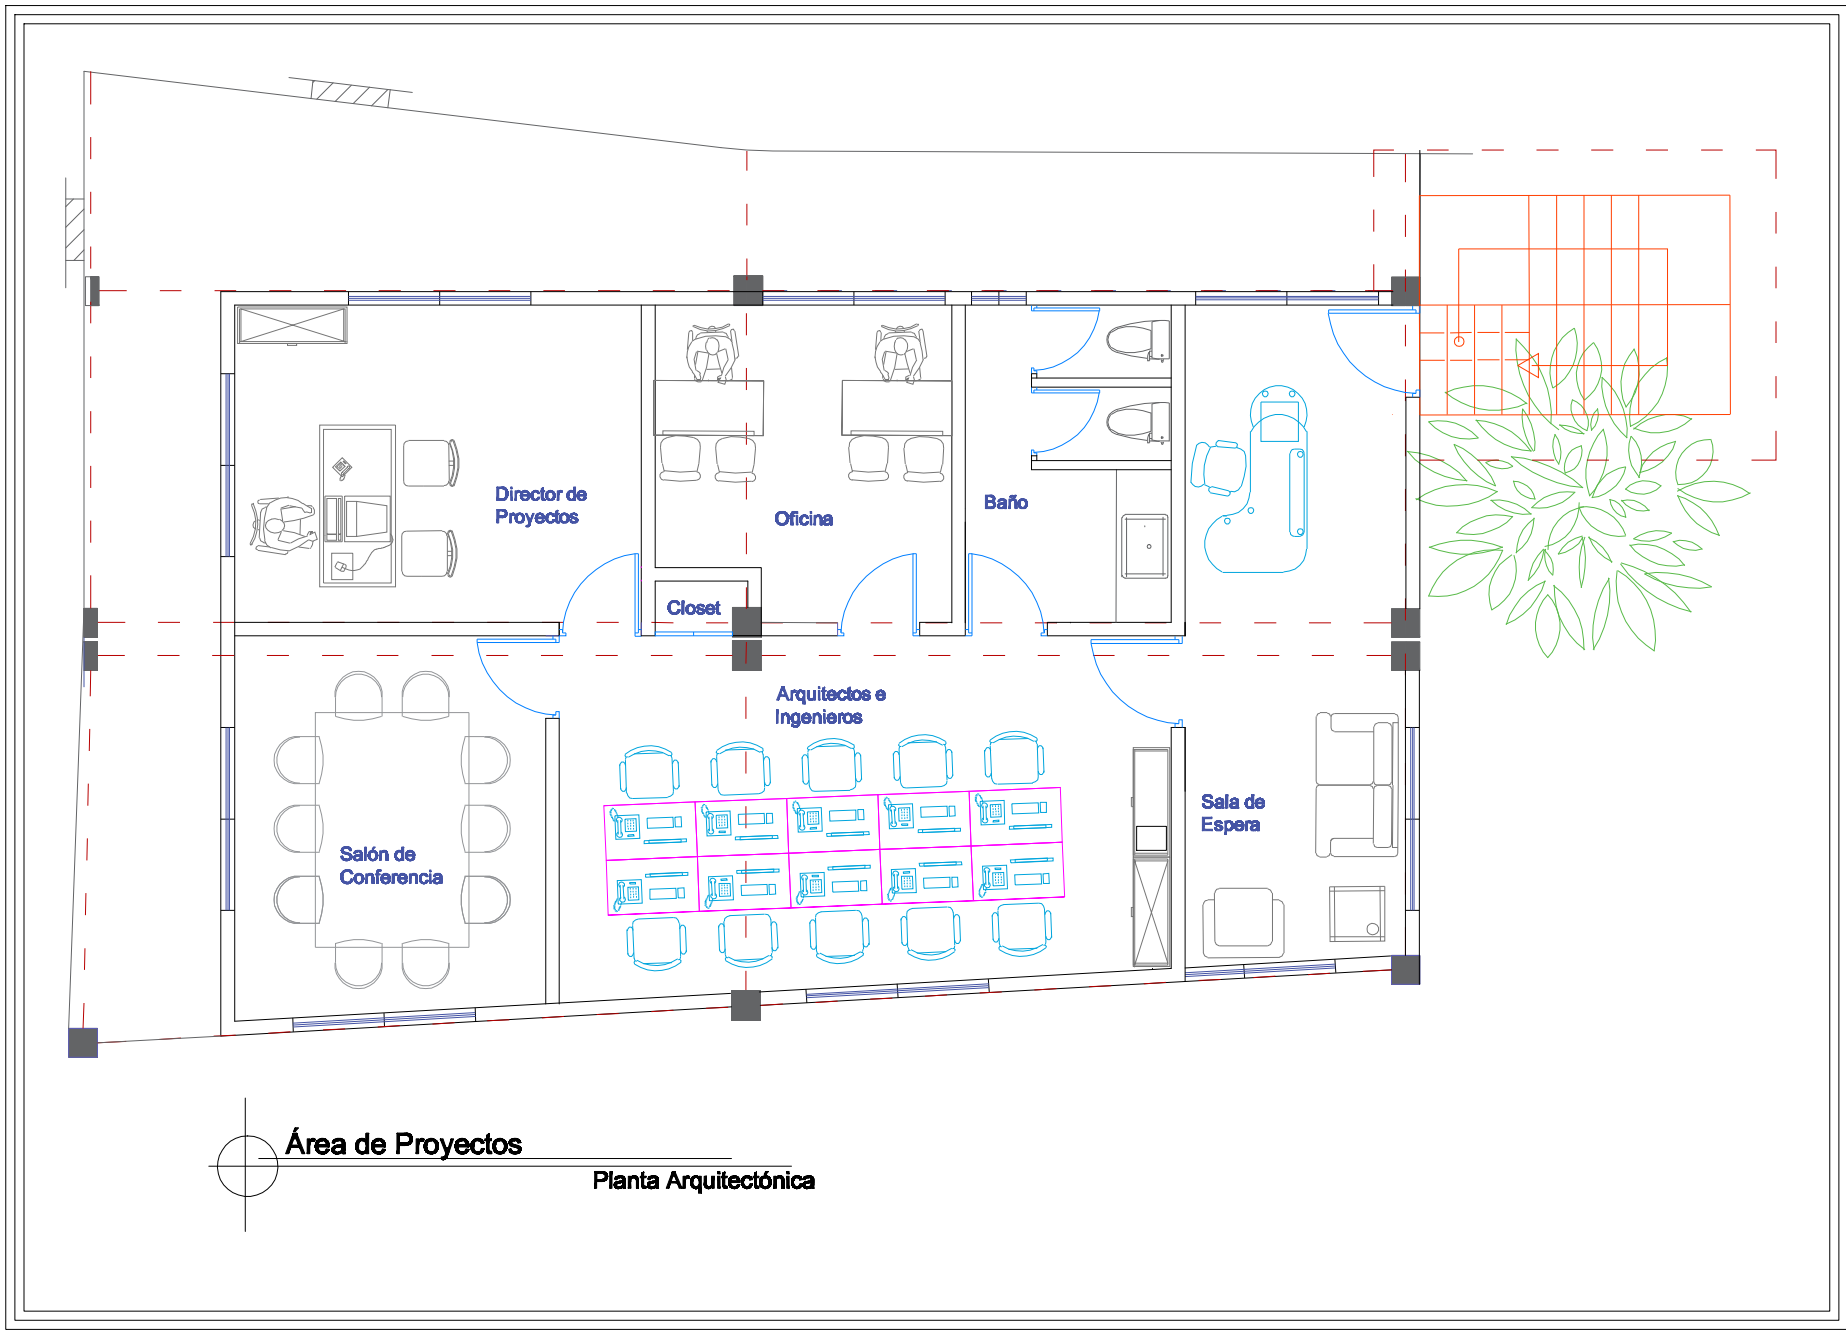 Director de
Proyectos
Oficina
Baño
Closet
Arquitectos e
Ingenieros
Sala de
Espera
Salón de
Conferencia
Área de Proyectos
Planta Arquitectónica